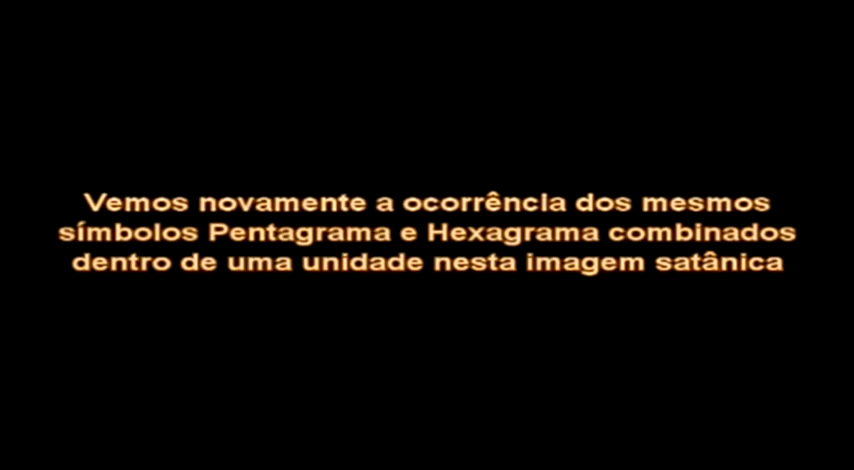 Vemos novamente a ocorrência dos mesmos
símbolos Pentagrama e Hexagrama combinados
dentro de uma unidade nesta imagem satânica